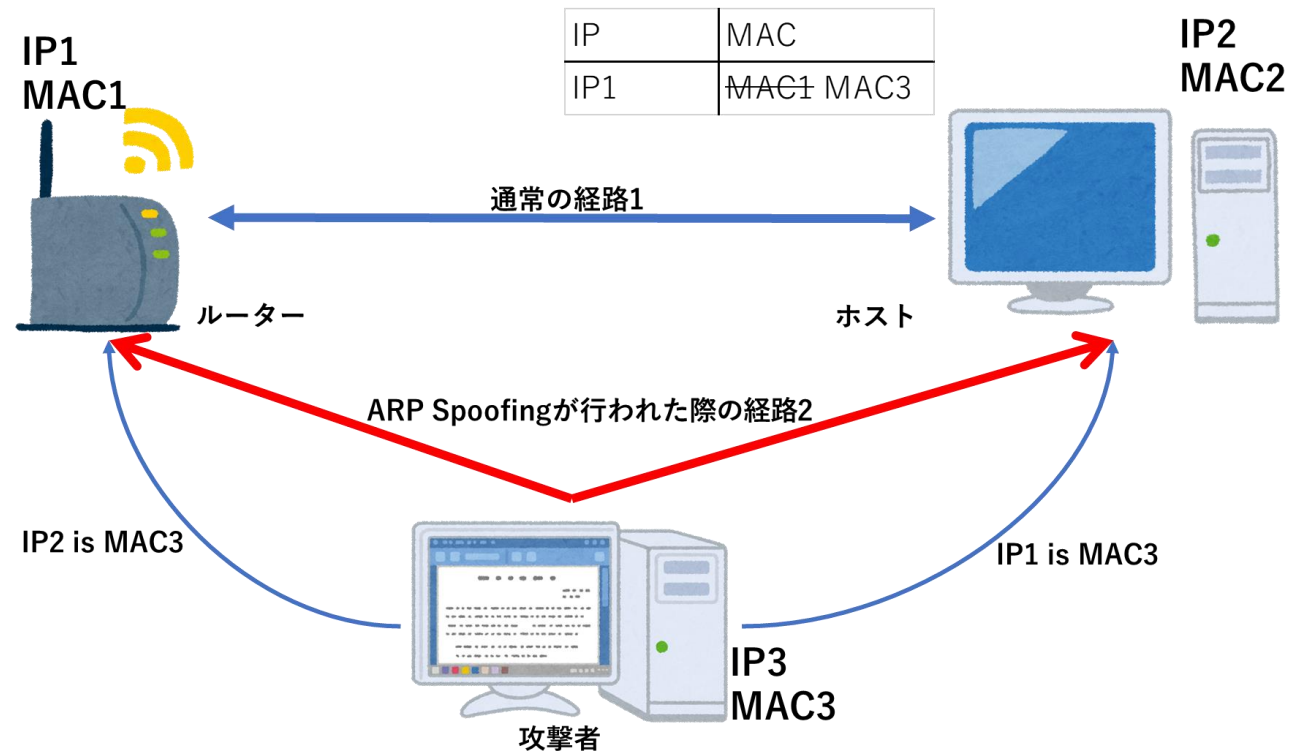 IP1
MAC1
IP MAC
IP1 MAC1 MAC3
IP2
MAC2
通常の経路1
ルーター
ホスト
ARP Spoofingが行われた際の経路2
IP2 is MAC3
IP1 is MAC3
IP3
MAC3
攻撃者